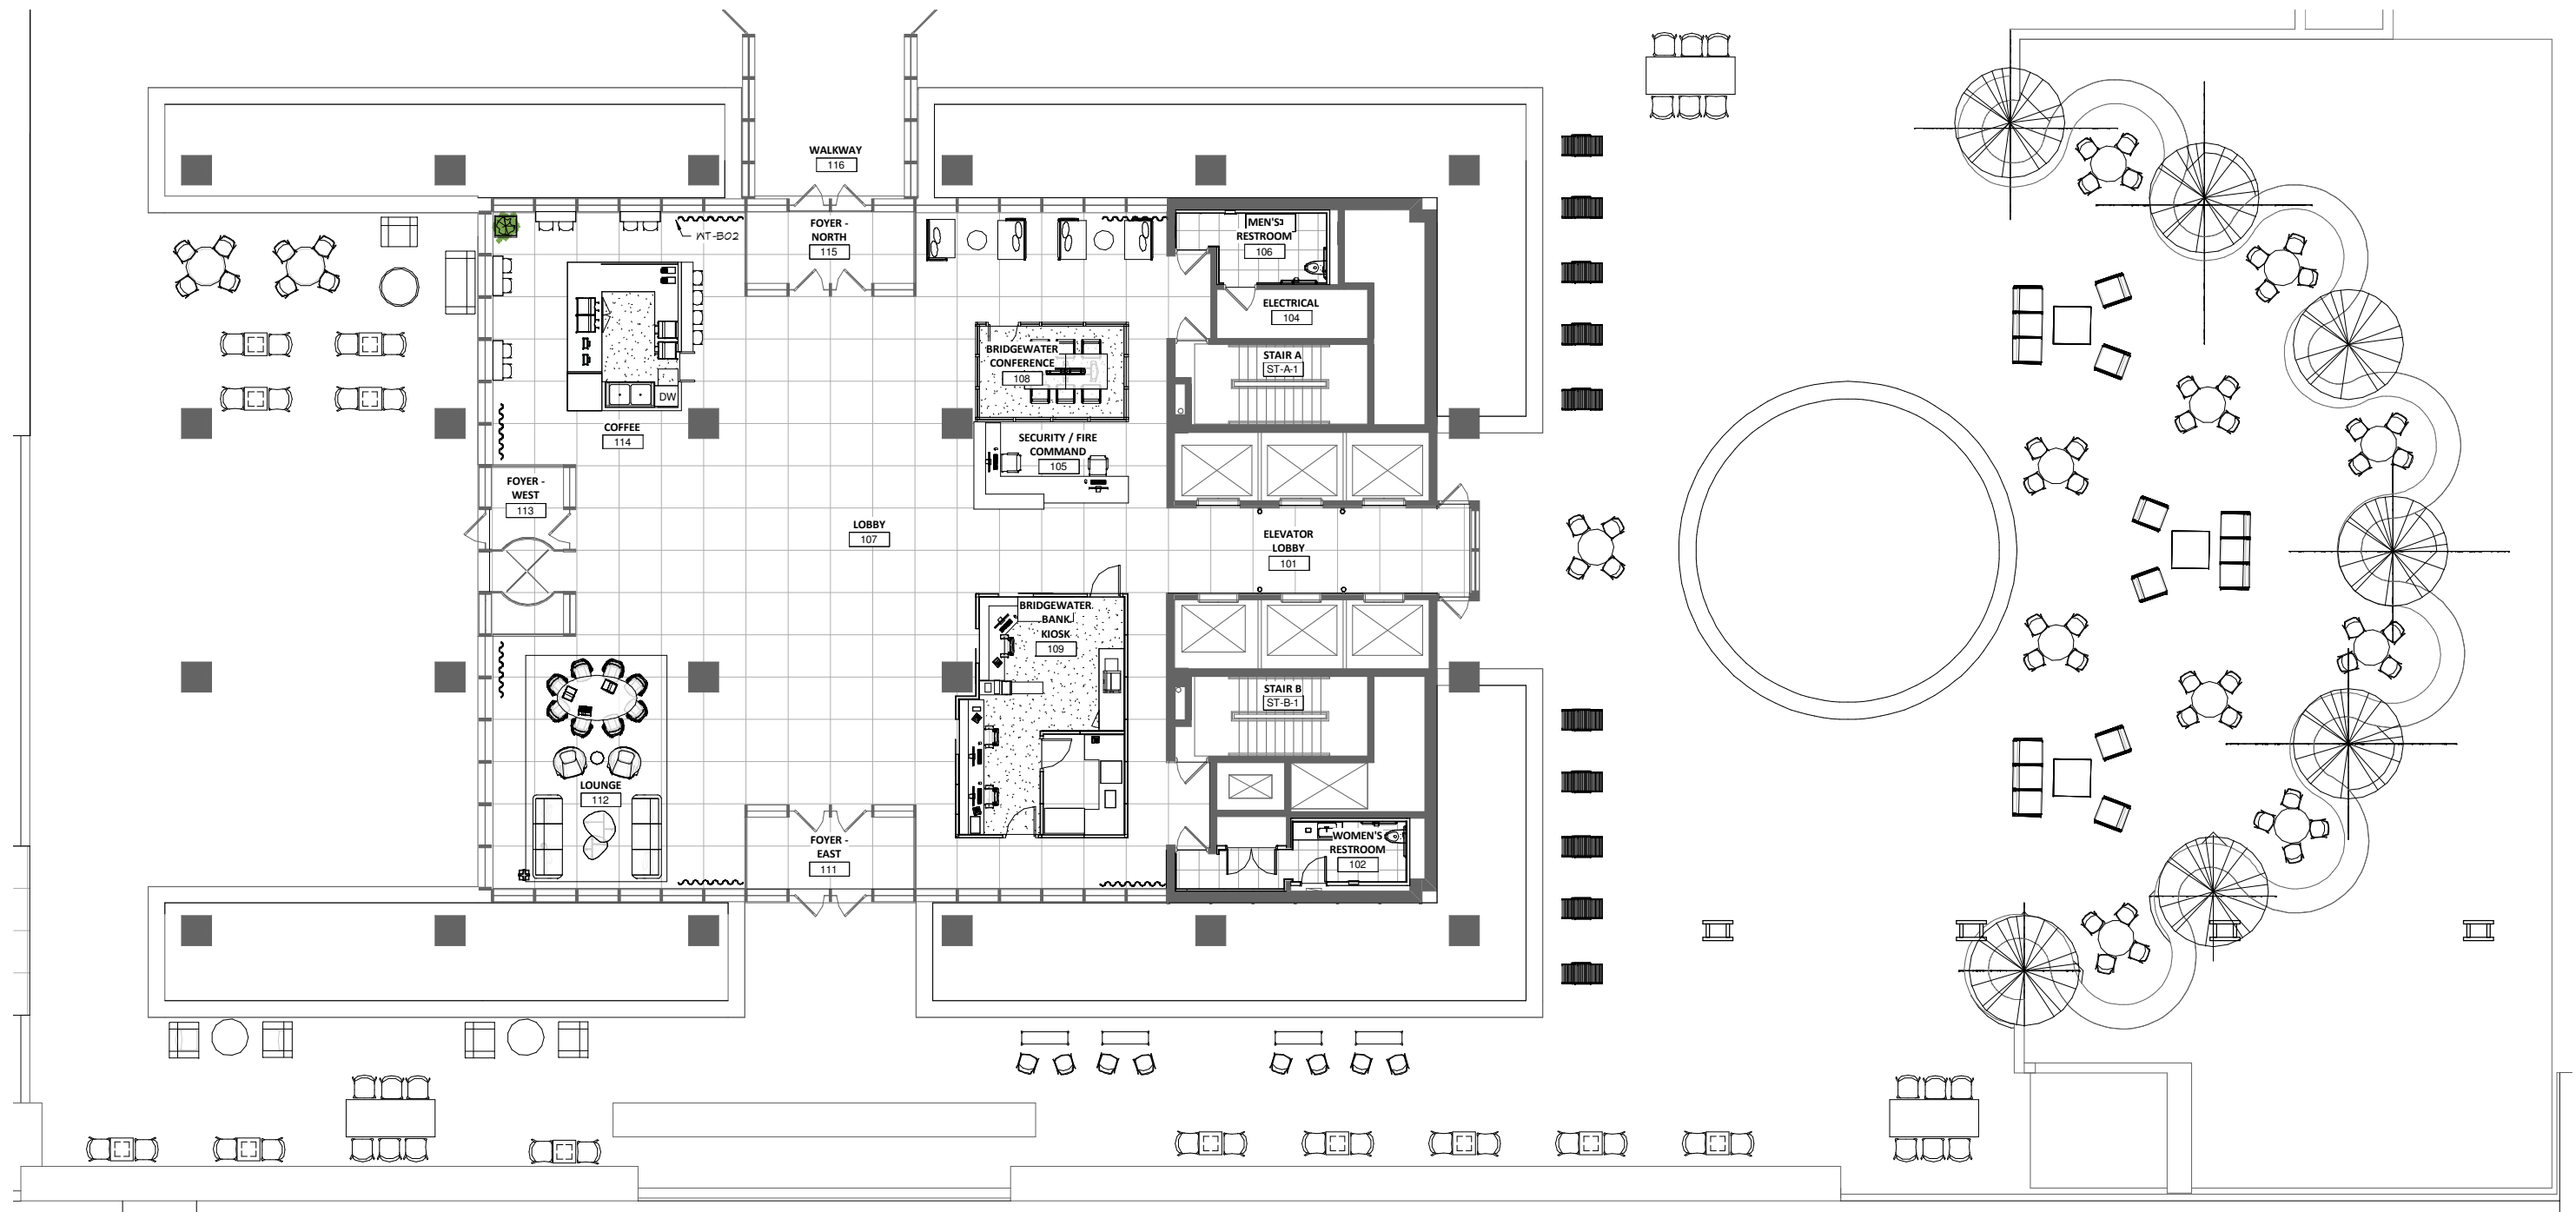 WALKWAY
116
FOYER -
NORTH
115
WT-B02
MEN'S
RESTROOM
106
ELECTRICAL
104
BRIDGEWATER
CONFERENCE
108
STAIR A
ST-A-1
DW
COFFEE
114
SECURITY / FIRE
COMMAND
105
FOYER -
WEST
113
LOBBY
107
ELEVATOR
LOBBY
101
BRIDGEWATER
BANK
KIOSK
109
STAIR B
ST-B-1
LOUNGE
112
FOYER -
EAST
111
WOMEN'S
RESTROOM
102